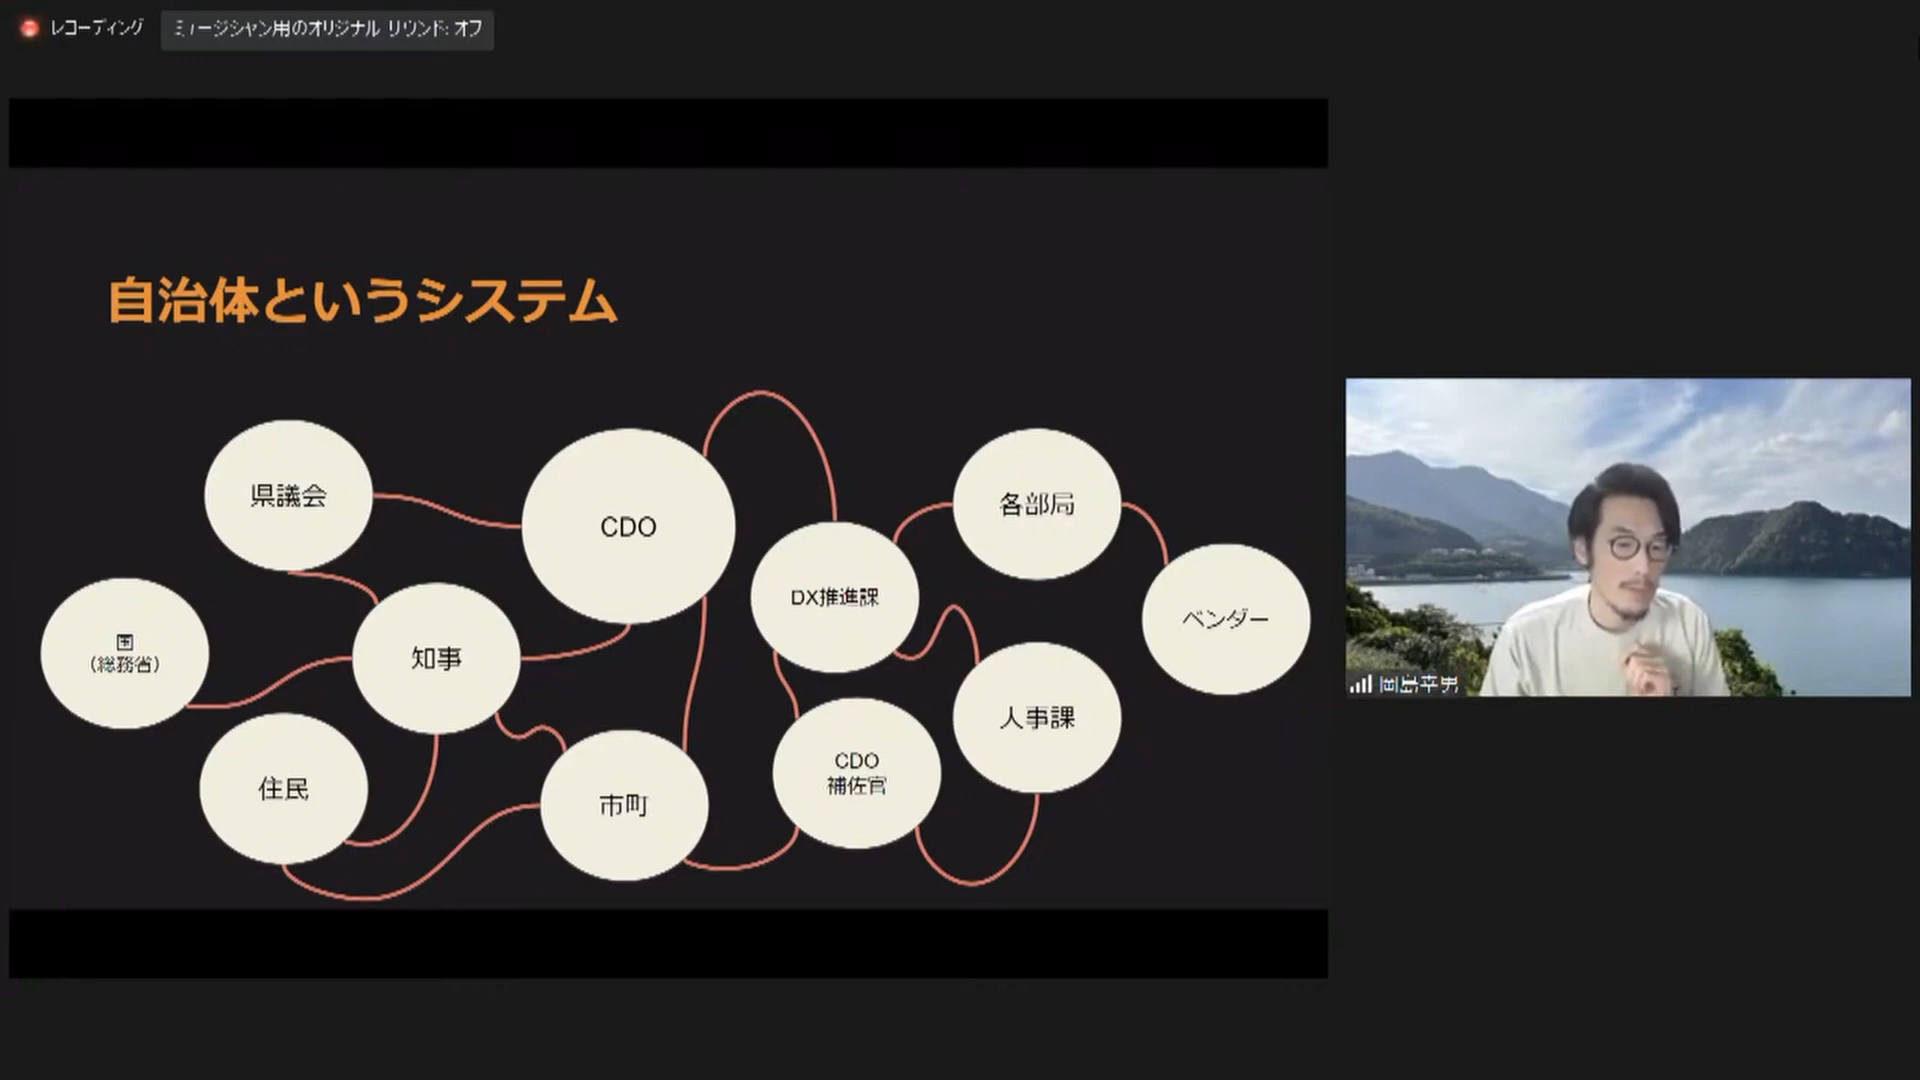 レコーディング
ミュージシャン用のオリジナル サウンド: オフ
自治体というシステム
県議会
CDO
各部局
DX推進課
ベンダー
国
（総務省）
知事
人事課
住民
市町
CDO
補佐官